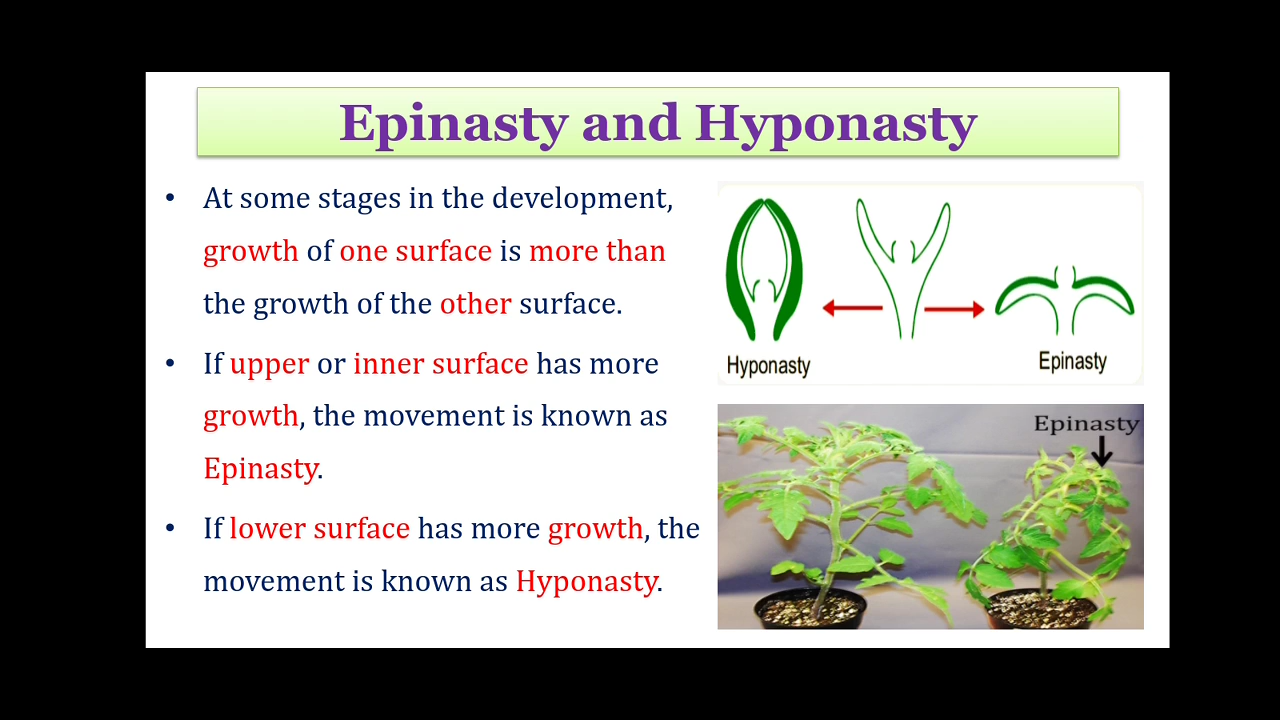 Epinasty and Hyponasty
• At some stages in the development,
growth of one surface is more than
the growth of the other surface.
• If upper or inner surface has more
growth, the movement is known as
Epinasty.
• If lower surface has more growth, the
movement is known as Hyponasty.
Hyponasty
Epinasty
Epinasty